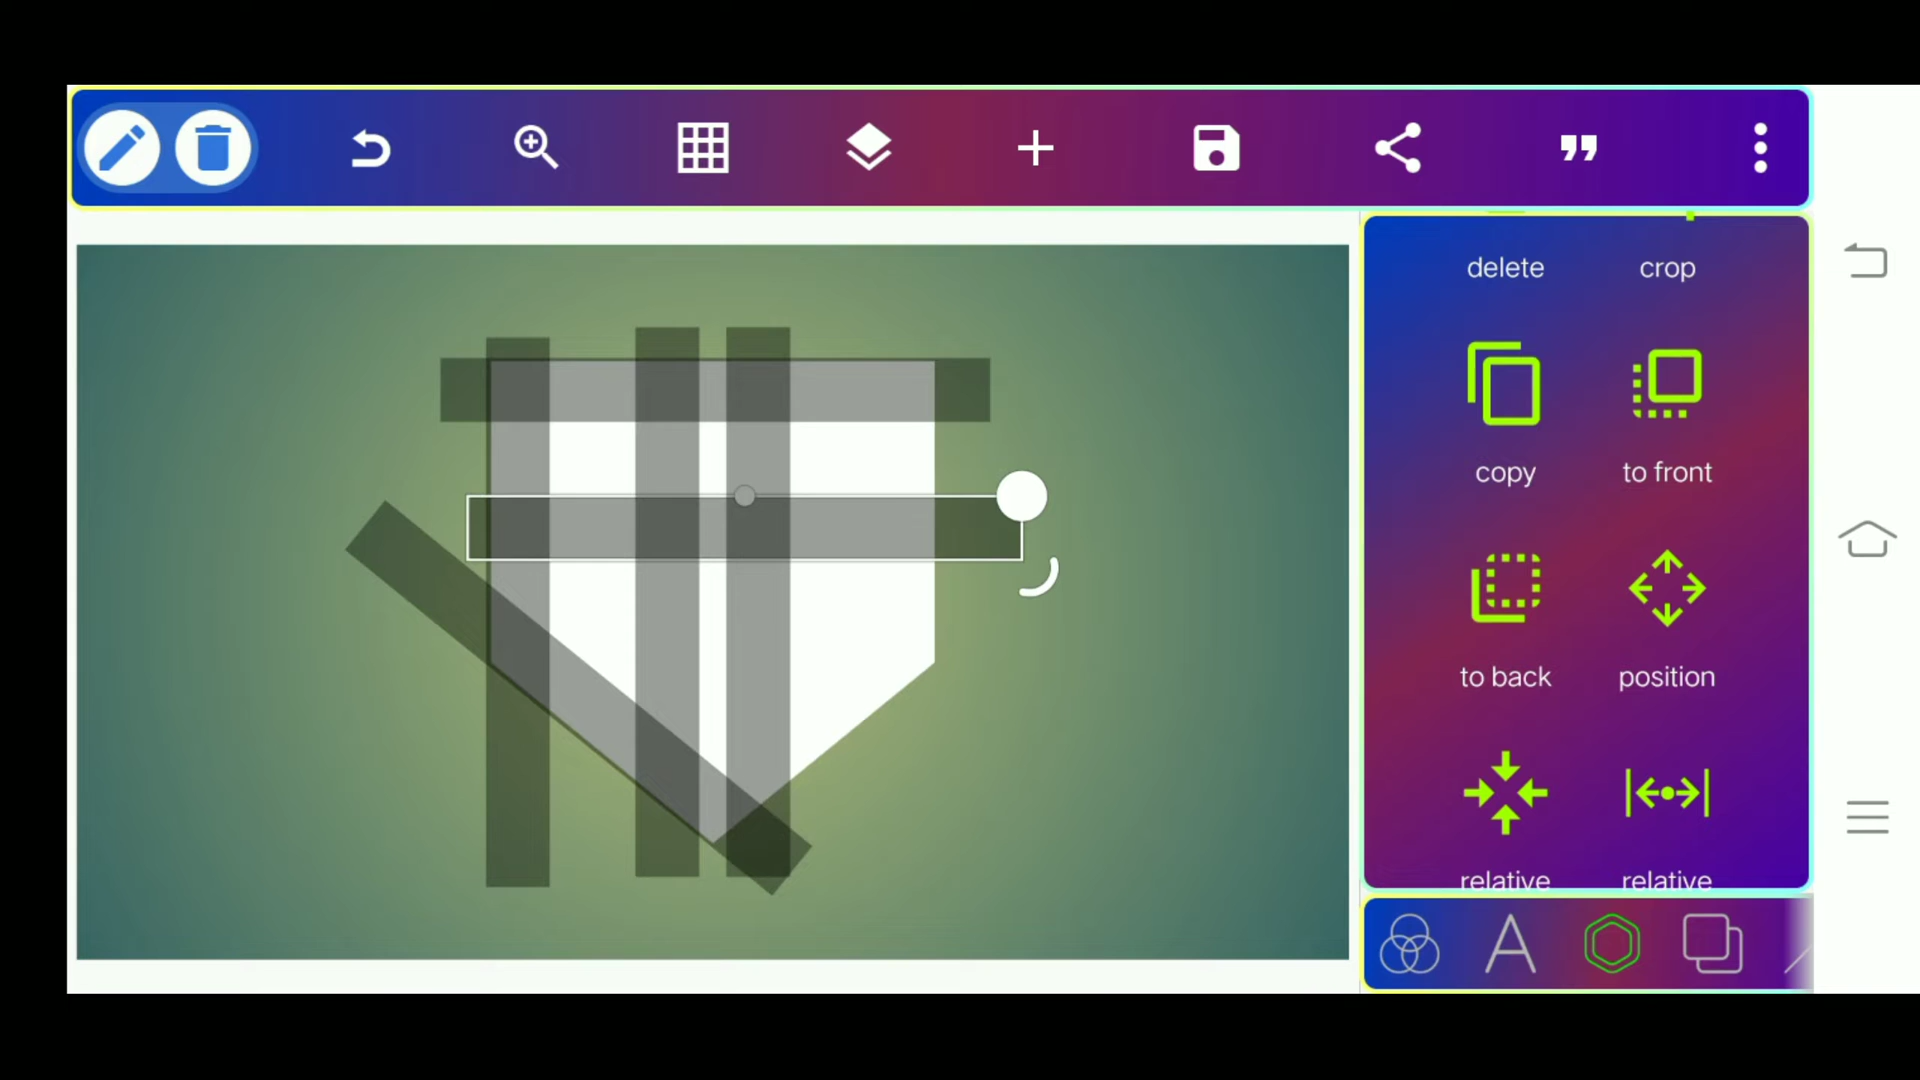 delete crop
copy to front
to back position
relative relative